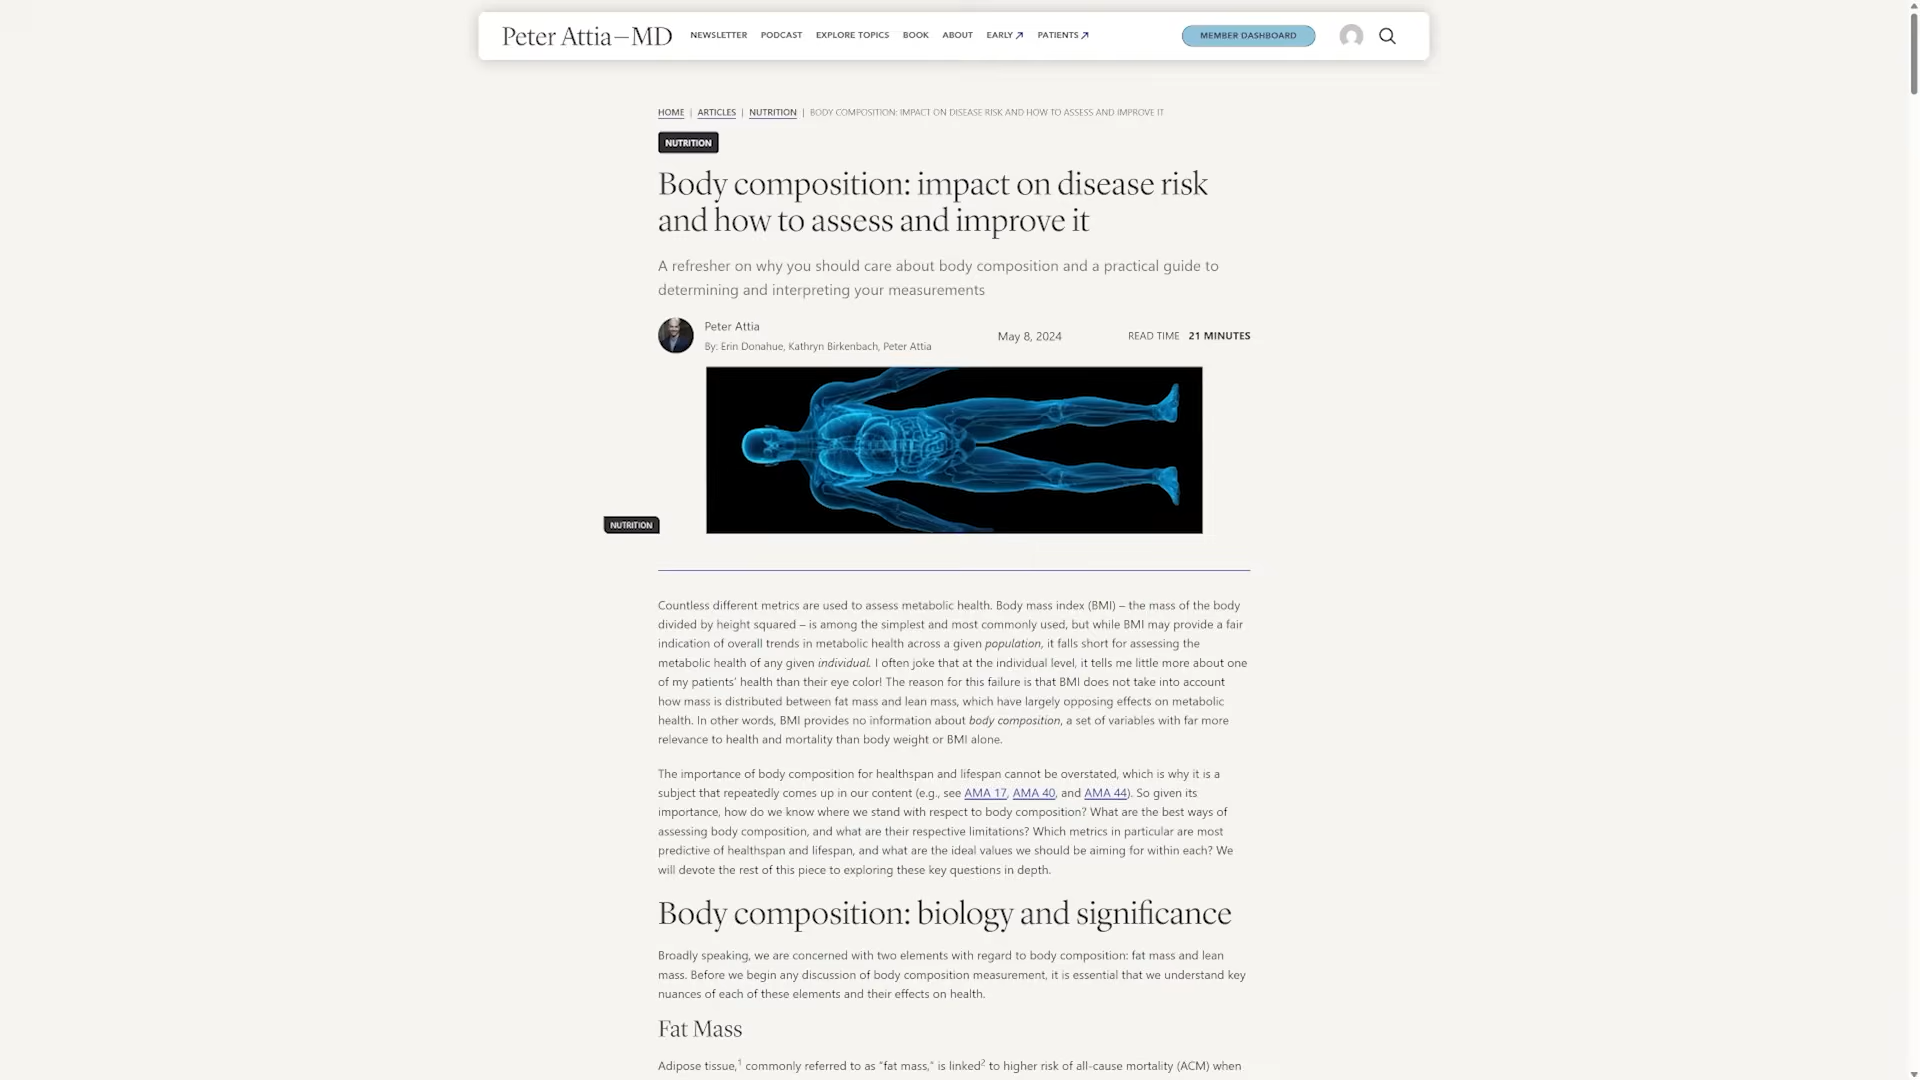 Peter Attia—MD
NEWSLETTER PODCAST EXPLORE TOPICS BOOK ABOUT EARLY PATIENTS
MEMBER DASHBOARD
HOME | ARTICLES | NUTRITION | BODY COMPOSITION: IMPACT ON DISEASE RISK AND HOW TO ASSESS AND IMPROVE IT
NUTRITION
Body composition: impact on disease risk
and how to assess and improve it
A refresher on why you should care about body composition and a practical guide to
determining and interpreting your measurements
Peter Attia
By: Erin Donahue, Kathryn Birkenbach, Peter Attia
May 8, 2024
READ TIME 21 MINUTES
NUTRITION
Countless different metrics are used to assess metabolic health. Body mass index (BMI) – the mass of the body
divided by height squared – is among the simplest and most commonly used, but while BMI may provide a fair
indication of overall trends in metabolic health across a given population, it falls short for assessing the
metabolic health of any given individual. I often joke that at the individual level, it tells me little more about one
of my patients' health than their eye color! The reason for this failure is that BMI does not take into account
how mass is distributed between fat mass and lean mass, which have largely opposing effects on metabolic
health. In other words, BMI provides no information about body composition, a set of variables with far more
relevance to health and mortality than body weight or BMI alone.
The importance of body composition for healthspan and lifespan cannot be overstated, which is why it is a
subject that repeatedly comes up in our content (e.g., see AMA 17, AMA 40, and AMA 44). So given its
importance, how do we know where we stand with respect to body composition? What are the best ways of
assessing body composition, and what are their respective limitations? Which metrics in particular are most
predictive of healthspan and lifespan, and what are the ideal values we should be aiming for within each? We
will devote the rest of this piece to exploring these key questions in depth.
Body composition: biology and significance
Broadly speaking, we are concerned with two elements with regard to body composition: fat mass and lean
mass. Before we begin any discussion of body composition measurement, it is essential that we understand key
nuances of each of these elements and their effects on health.
Fat Mass
Adipose tissue,1 commonly referred to as “fat mass,” is linked2 to higher risk of all-cause mortality (ACM) when